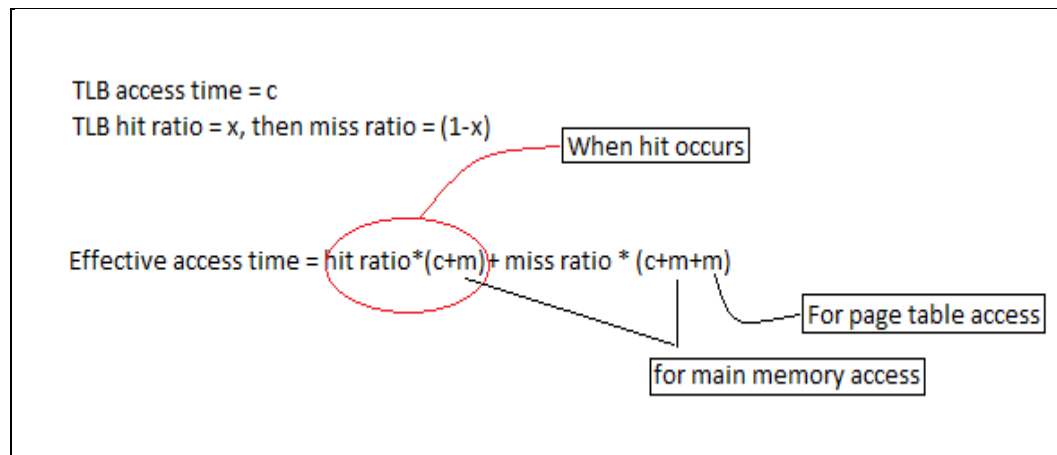 TLB access time = c
TLB hit ratio = x, then miss ratio = (1-x)
When hit occurs
Effective access time = hit ratio*(c+m)+ miss ratio * (c+m+m)
For page table access
for main memory access